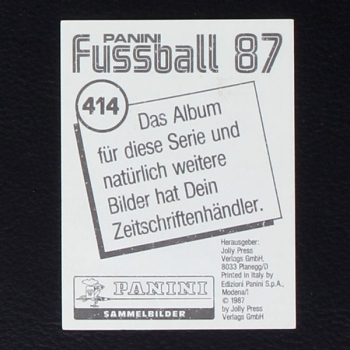 PANINI
Fussball 87
414
Das Album
für diese Serie und
natürlich weitere
Bilder hat Dein
Zeitschriftenhändler.
PANINI
SAMMELBILDER
Herausgeber:
Jolly Press
Verlags GmbH,
8033 Planegg/D
Printed in Italy by
Edizioni Panini S.p.A.,
Modena/I
© 1987
by Jolly Press
Verlags GmbH